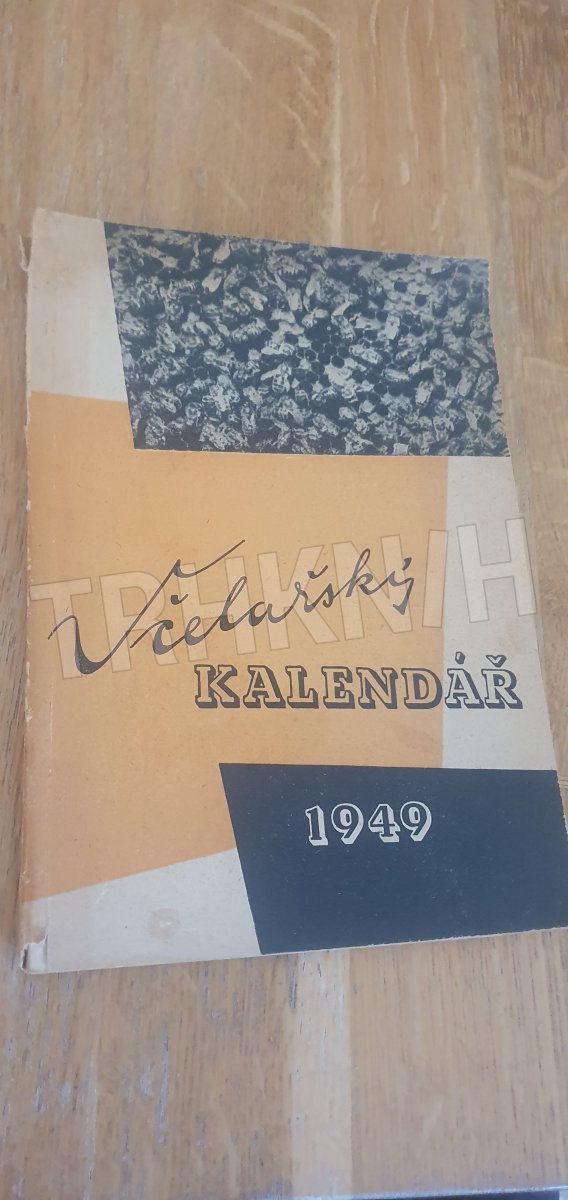 Včelařský
KALENDÁŘ
1949
TRHKNIH